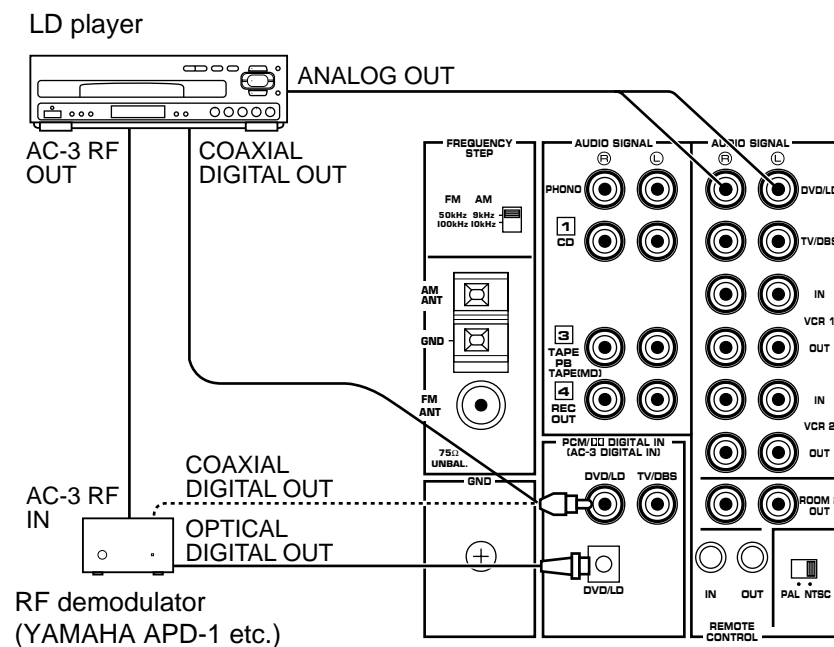 LD player
ANALOG OUT
AC-3 RF
OUT
COAXIAL
DIGITAL OUT
FREQUENCY
STEP
FM AM
50kHz 9kHz
100kHz 10kHz
AM
ANT
GND
FM
ANT
75Ω
UNBAL.
GND
AUDIO SIGNAL
R L
PHONO
1
CD
3
TAPE
PB
TAPE(MD)
4
REC
OUT
AUDIO SIGNAL
R L
DVD/LD
TV/DBS
IN
VCR 1
OUT
IN
VCR 2
OUT
ROOM
OUT
PCM/DD DIGITAL IN
(AC-3 DIGITAL IN)
DVD/LD TV/DBS
DVD/LD
IN OUT
REMOTE
CONTROL
PAL NTSC
COAXIAL
DIGITAL OUT
AC-3 RF
IN
OPTICAL
DIGITAL OUT
RF demodulator
(YAMAHA APD-1 etc.)